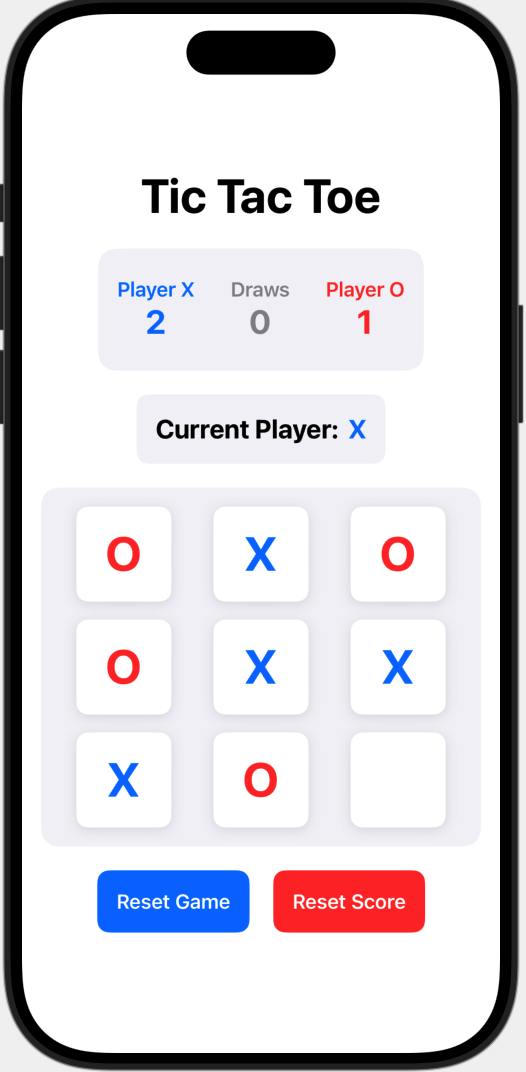 Tic Tac Toe
Player X Draws Player O
2 0 1
Current Player: X
O X O
O X X
X O
Reset Game Reset Score